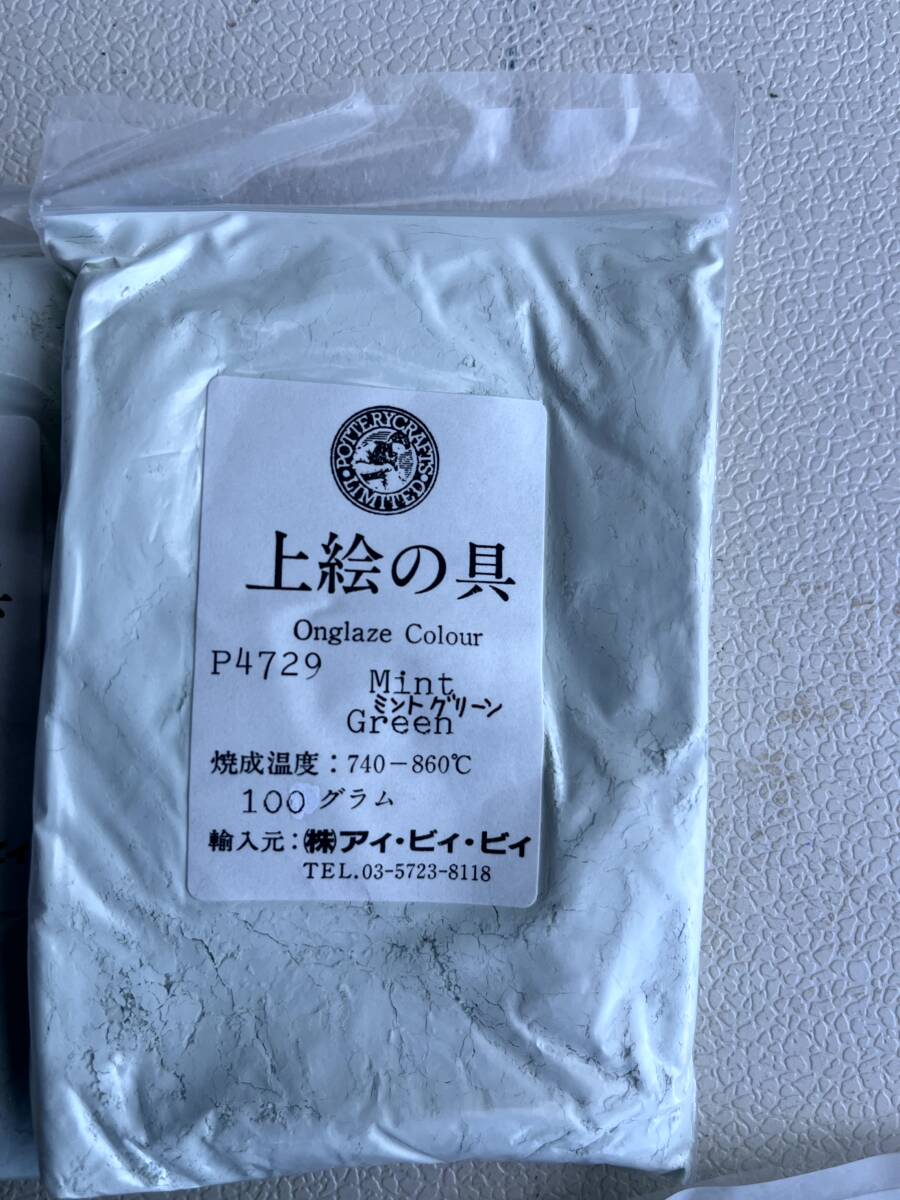 POTTERYCRAFTS
LIMITED
上絵の具
Onglaze Colour
P4729
Mint
ミントグリーン
Green
焼成温度：740－860℃
100グラム
輸入元：㈱アイ・ビィ・ビィ
TEL.03-5723-8118